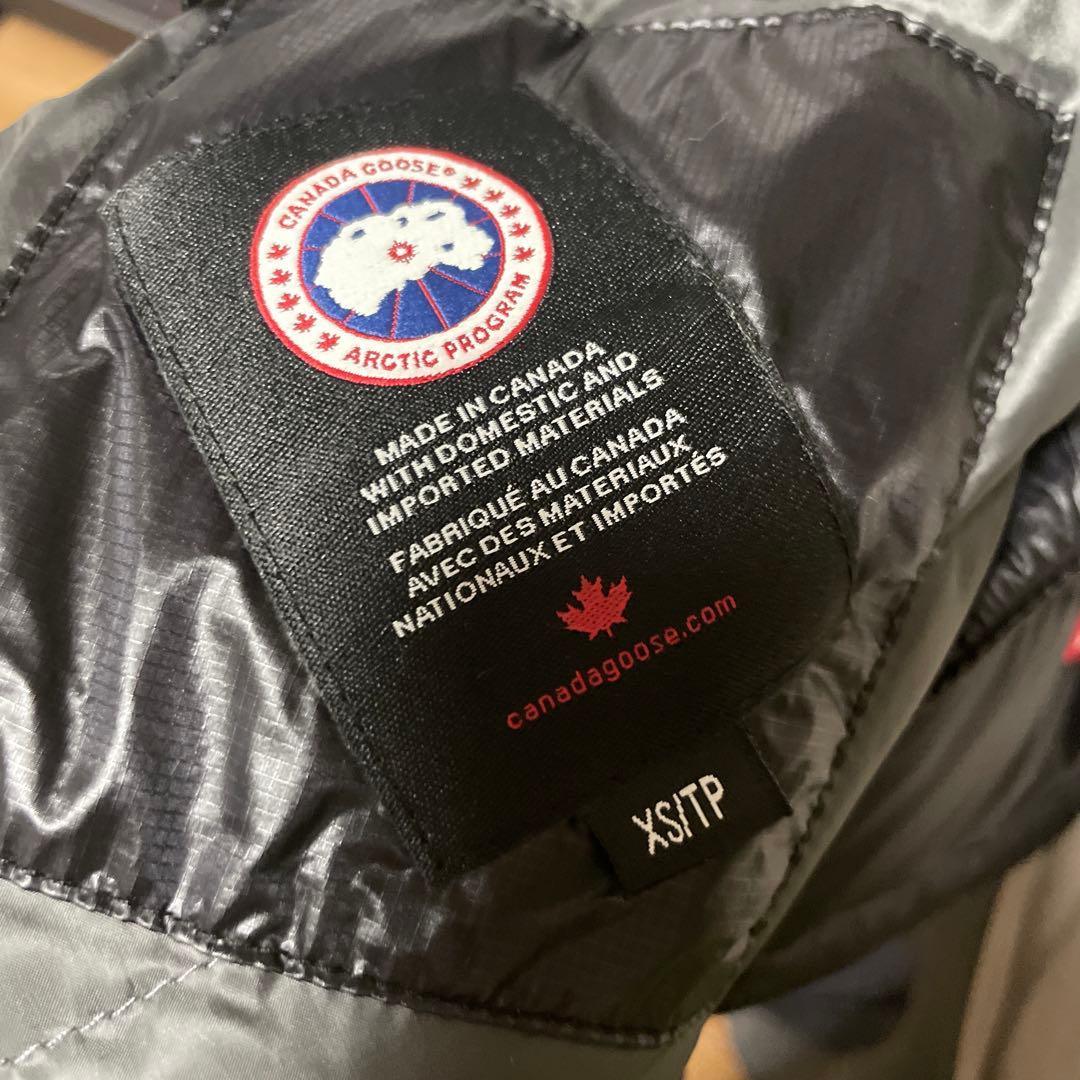 CANADA GOOSE®
ARCTIC PROGRAM
MADE IN CANADA
WITH DOMESTIC AND
IMPORTED MATERIALS
FABRIQUÉ AU CANADA
AVEC DES MATERIAUX
NATIONAUX ET IMPORTÉS
canadagoose.com
XS/TP